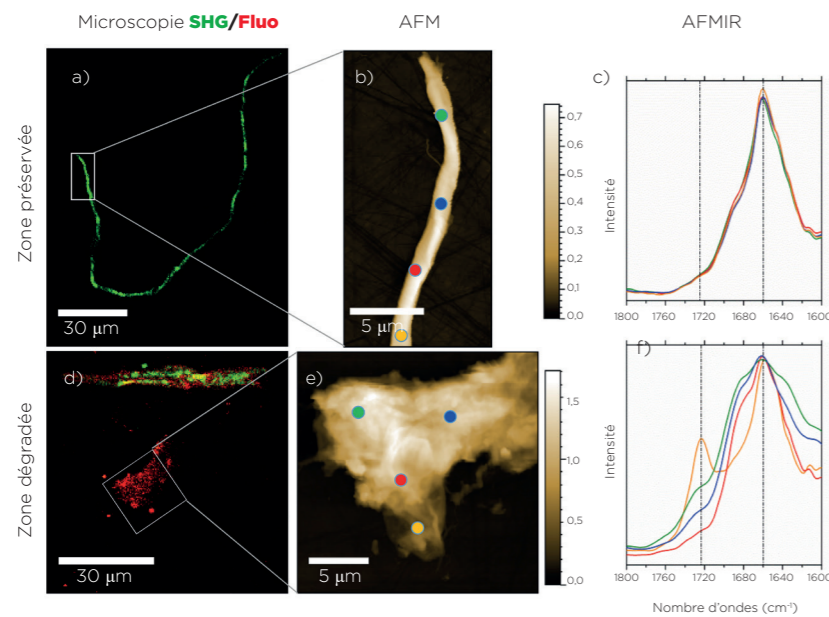 Microscopie SHG/Fluo
AFM
AFMIR
Zone préservée
a)
30 µm
b)
5 µm
0,7
0,6
0,5
0,4
0,3
0,2
0,1
0,0
c)
Intensité
1800 1760 1720 1680 1640 1600
Zone dégradée
d)
30 µm
e)
5 µm
1,5
1,0
0,5
0,0
f)
Intensité
1800 1760 1720 1680 1640 1600
Nombre d'ondes (cm⁻¹)